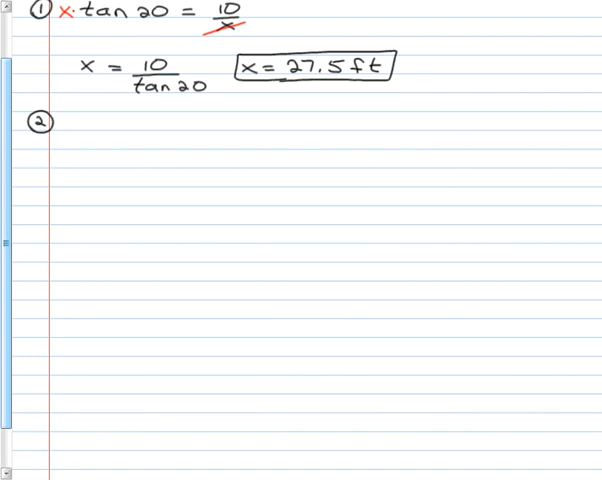 ① x· tan 20 = 10/x
x = 10/tan 20 x = 27.5 ft
②